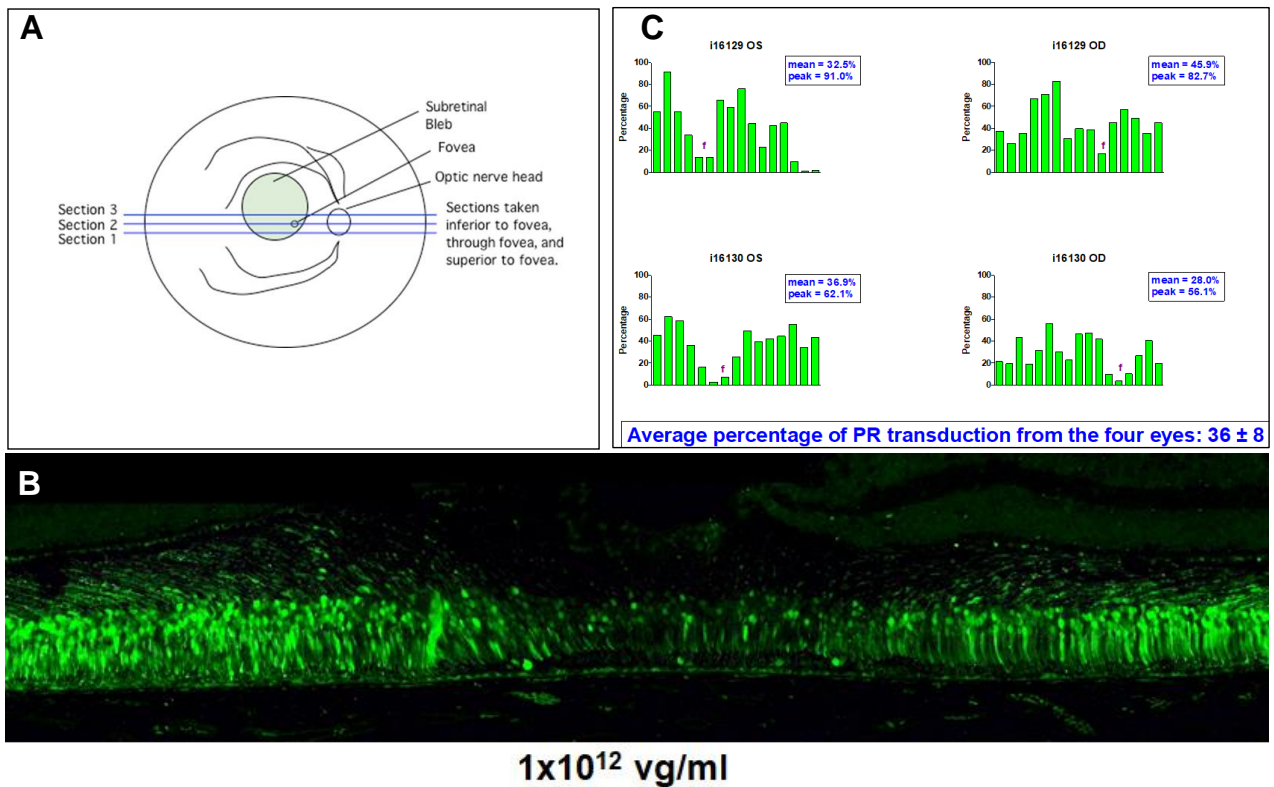 A
Subretinal
Bleb
Fovea
Optic nerve head
Section 3
Section 2
Section 1
Sections taken
inferior to fovea,
through fovea, and
superior to fovea.
C
i16129 OS
mean = 32.5%
peak = 91.0%
Percentage
100
80
60
40
20
0
f
i16129 OD
mean = 45.9%
peak = 82.7%
Percentage
100
80
60
40
20
0
f
i16130 OS
mean = 36.9%
peak = 62.1%
Percentage
100
80
60
40
20
0
f
i16130 OD
mean = 28.0%
peak = 56.1%
Percentage
100
80
60
40
20
0
f
Average percentage of PR transduction from the four eyes: 36 ± 8
B
1x10¹² vg/ml